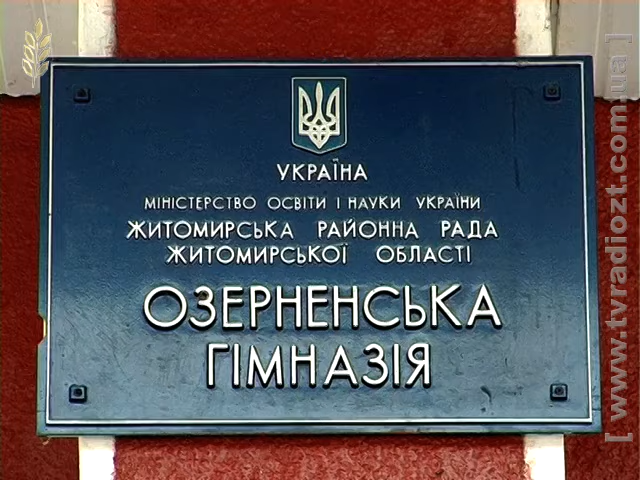 УКРАЇНА
МІНІСТЕРСТВО ОСВІТИ І НАУКИ УКРАЇНИ
ЖИТОМИРСЬКА РАЙОННА РАДА
ЖИТОМИРСЬКОЇ ОБЛАСТІ
ОЗЕРНЕНСЬКА
ГІМНАЗІЯ
[ www.tvradiozt.com.ua ]